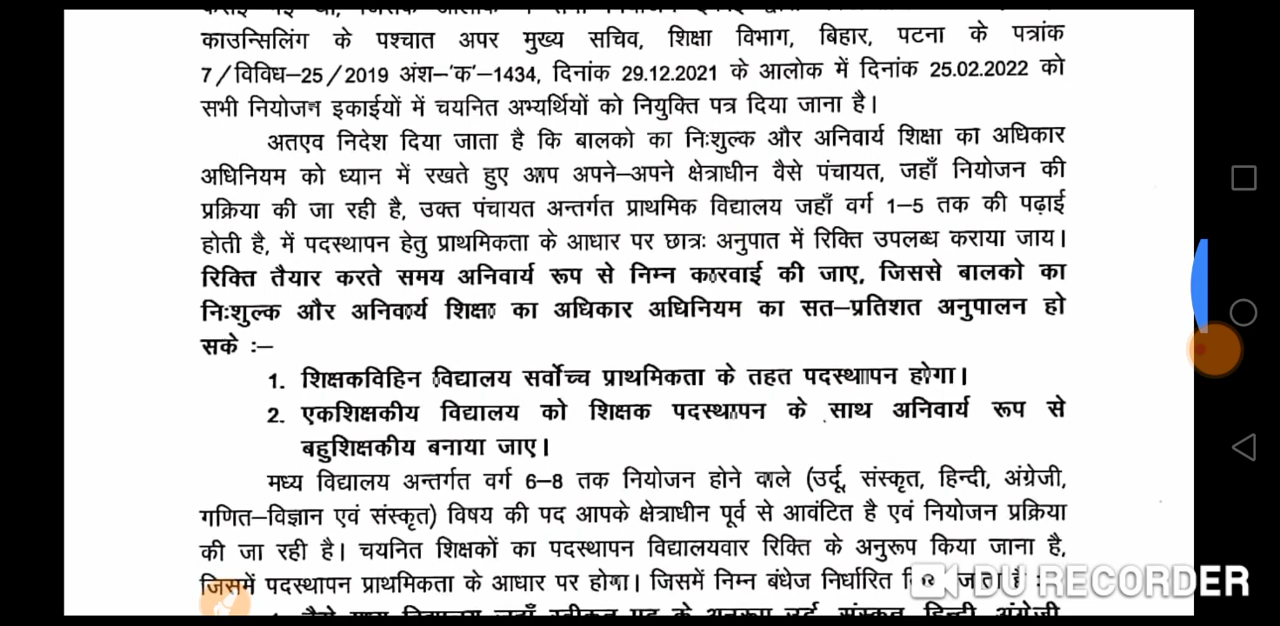 काउन्सिलिंग के पश्चात अपर मुख्य सचिव, शिक्षा विभाग, बिहार, पटना के पत्रांक
7/विविध–25/2019 अंश–'क'–1434, दिनांक 29.12.2021 के आलोक में दिनांक 25.02.2022 को
सभी नियोजन इकाईयों में चयनित अभ्यर्थियों को नियुक्ति पत्र दिया जाना है।
अतएव निदेश दिया जाता है कि बालको का निःशुल्क और अनिवार्य शिक्षा का अधिकार
अधिनियम को ध्यान में रखते हुए आप अपने–अपने क्षेत्राधीन वैसे पंचायत, जहाँ नियोजन की
प्रक्रिया की जा रही है, उक्त पंचायत अन्तर्गत प्राथमिक विद्यालय जहाँ वर्ग 1–5 तक की पढ़ाई
होती है, में पदस्थापन हेतु प्राथमिकता के आधार पर छात्रः अनुपात में रिक्ति उपलब्ध कराया जाय।
रिक्ति तैयार करते समय अनिवार्य रूप से निम्न कारवाई की जाए, जिससे बालको का
निःशुल्क और अनिवार्य शिक्षा का अधिकार अधिनियम का सत–प्रतिशत अनुपालन हो
सके :–
1. शिक्षकविहिन विद्यालय सर्वोच्च प्राथमिकता के तहत पदस्थापन होगा।
2. एकशिक्षकीय विद्यालय को शिक्षक पदस्थापन के साथ अनिवार्य रूप से
बहुशिक्षकीय बनाया जाए।
मध्य विद्यालय अन्तर्गत वर्ग 6–8 तक नियोजन होने वाले (उर्दू, संस्कृत, हिन्दी, अंग्रेजी,
गणित–विज्ञान एवं संस्कृत) विषय की पद आपके क्षेत्राधीन पूर्व से आवंटित है एवं नियोजन प्रक्रिया
की जा रही है। चयनित शिक्षकों का पदस्थापन विद्यालयवार रिक्ति के अनुरूप किया जाना है,
जिसमें पदस्थापन प्राथमिकता के आधार पर होगा। जिसमें निम्न बंधेज निर्धारित
DU RECORDER